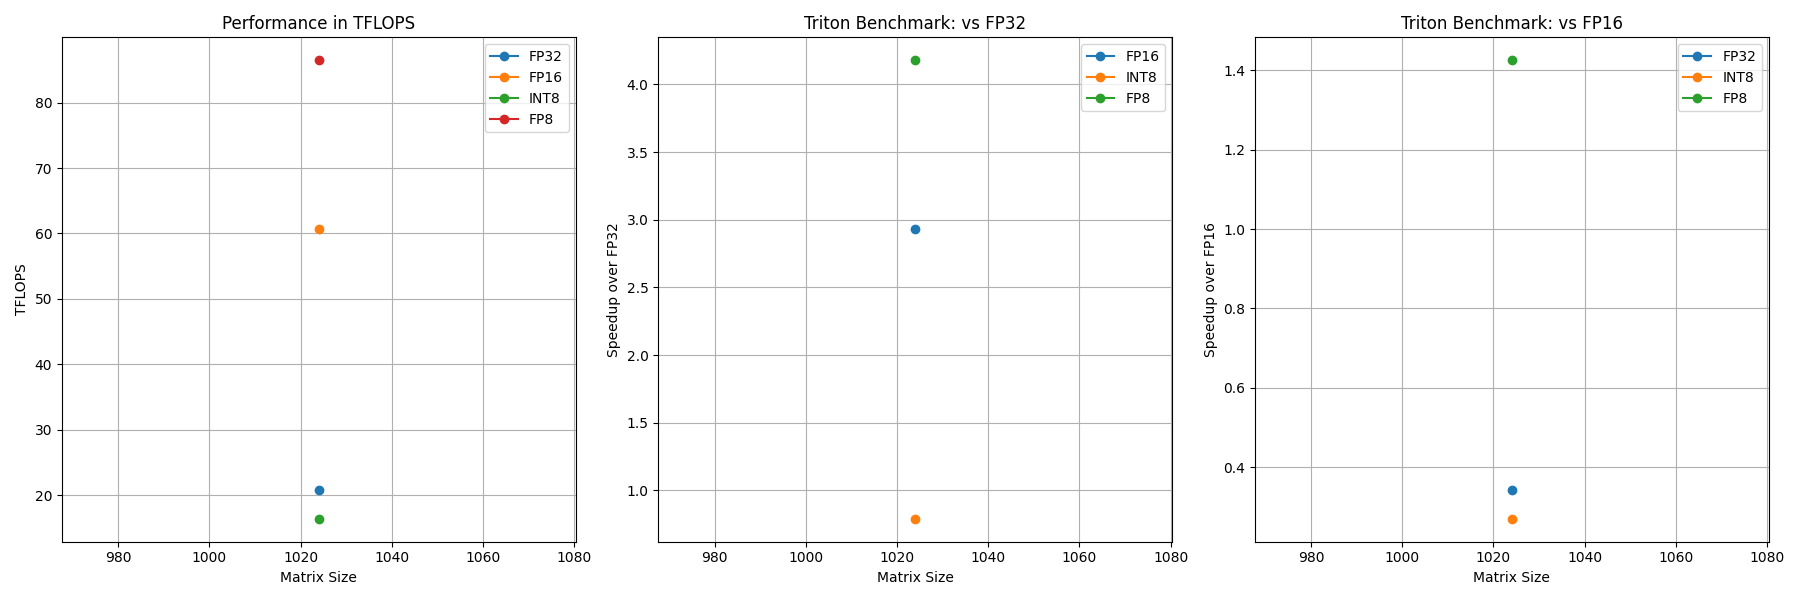 Performance in TFLOPS
TFLOPS
80
70
60
50
40
30
20
980 1000 1020 1040 1060 1080
Matrix Size
FP32
FP16
INT8
FP8
Triton Benchmark: vs FP32
Speedup over FP32
4.0
3.5
3.0
2.5
2.0
1.5
1.0
980 1000 1020 1040 1060 1080
Matrix Size
FP16
INT8
FP8
Triton Benchmark: vs FP16
Speedup over FP16
1.4
1.2
1.0
0.8
0.6
0.4
980 1000 1020 1040 1060 1080
Matrix Size
FP32
INT8
FP8